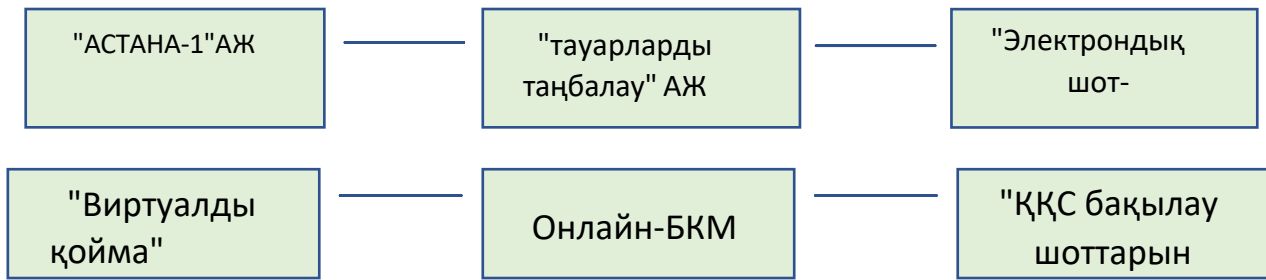 "АСТАНА-1"АЖ
"тауарларды
таңбалау" АЖ
"Электрондық
шот-
"Виртуалды
қойма"
Онлайн-БКМ
"ҚҚС бақылау
шоттарын